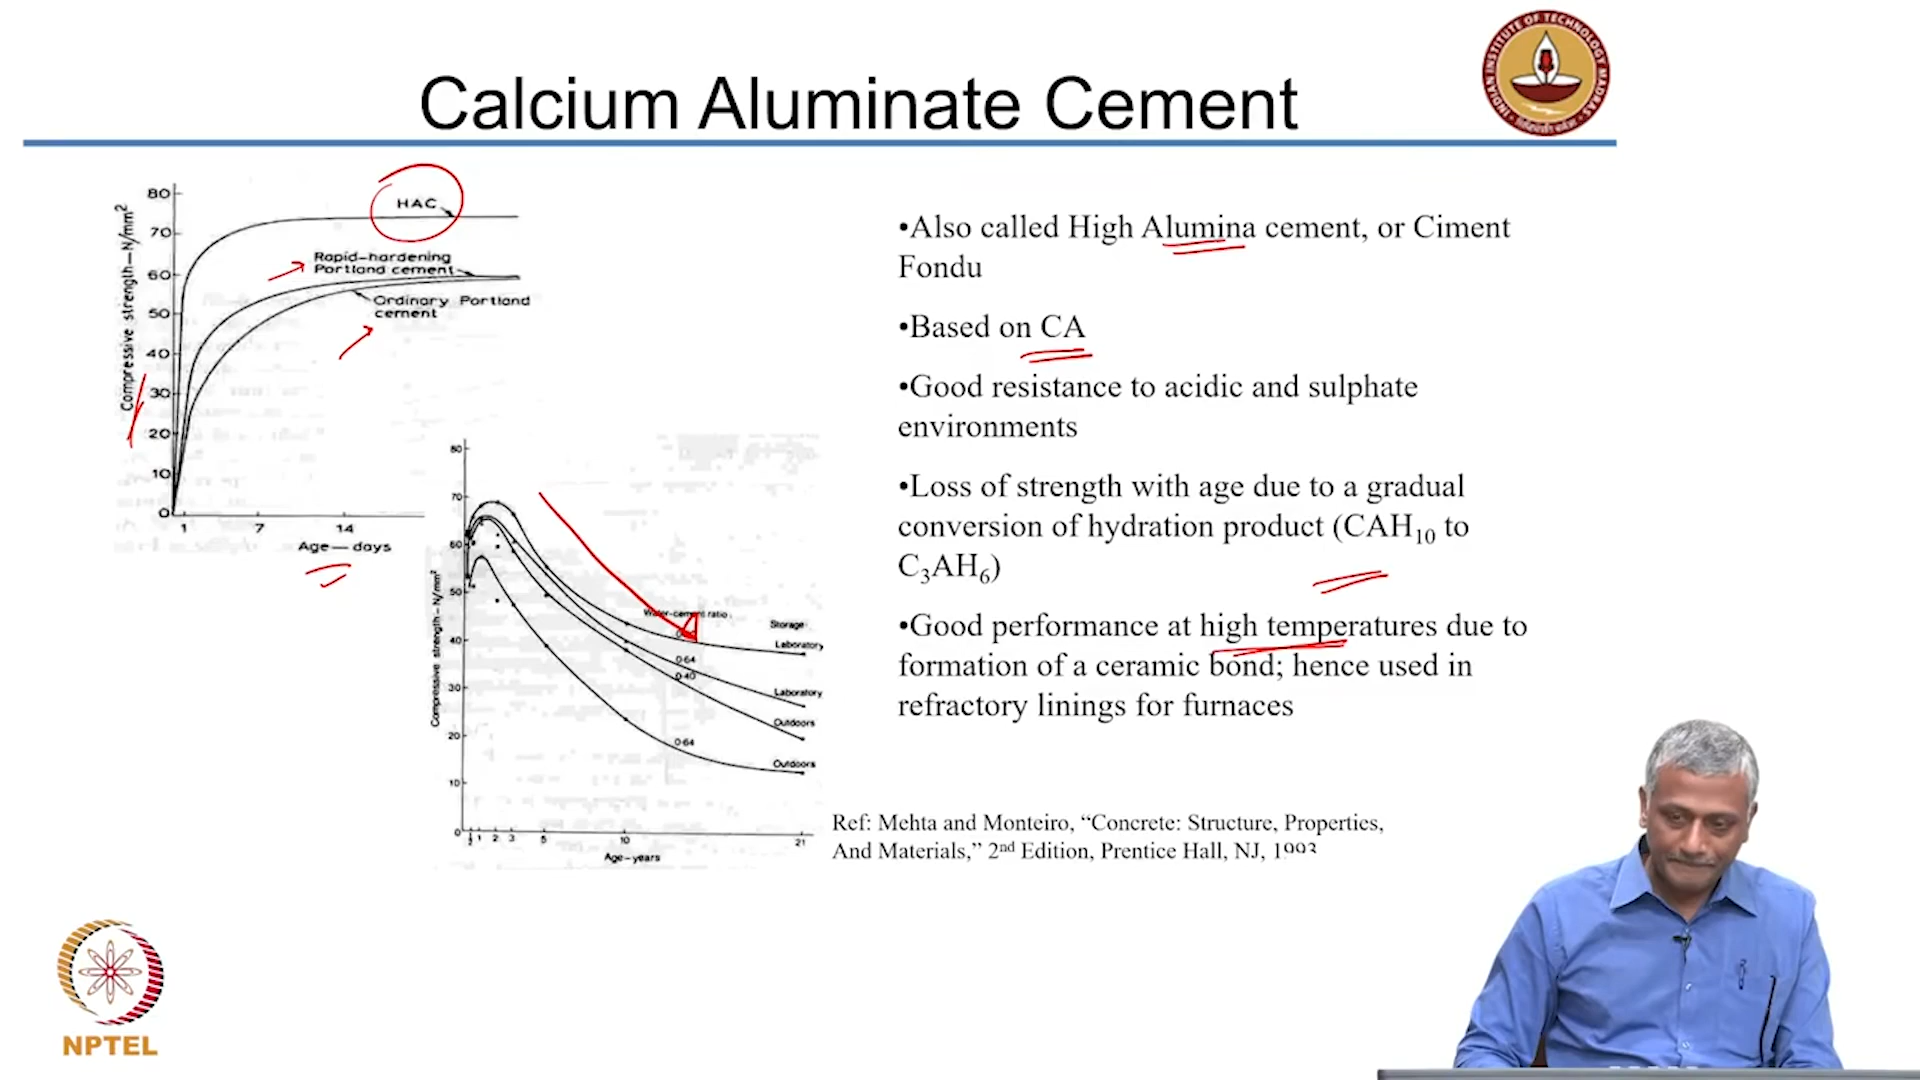 Calcium Aluminate Cement
INDIAN INSTITUTE OF TECHNOLOGY MADRAS
80
70
60
50
40
30
20
10
0
Compressive strength—N/mm²
HAC
Rapid-hardening
Portland cement
Ordinary Portland
cement
1 7 14
Age—days
80
70
60
50
40
30
20
10
0
Compressive strength—N/mm²
Water-cement ratio
Storage
Laboratory
0·64
0·40
Laboratory
Outdoors
0·64
Outdoors
1 2 3 5 10 21
Age—years
•Also called High Alumina cement, or Ciment
Fondu
•Based on CA
•Good resistance to acidic and sulphate
environments
•Loss of strength with age due to a gradual
conversion of hydration product (CAH₁₀ to
C₃AH₆)
•Good performance at high temperatures due to
formation of a ceramic bond; hence used in
refractory linings for furnaces
Ref: Mehta and Monteiro, “Concrete: Structure, Properties,
And Materials,” 2nd Edition, Prentice Hall, NJ, 1993
NPTEL